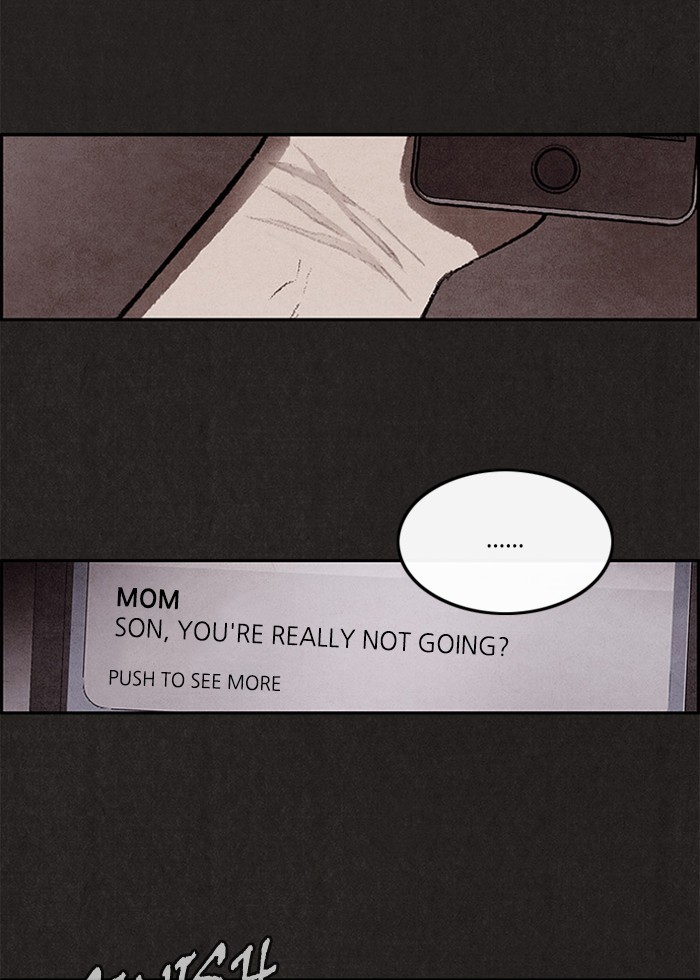 ......
MOM
SON, YOU'RE REALLY NOT GOING?
PUSH TO SEE MORE